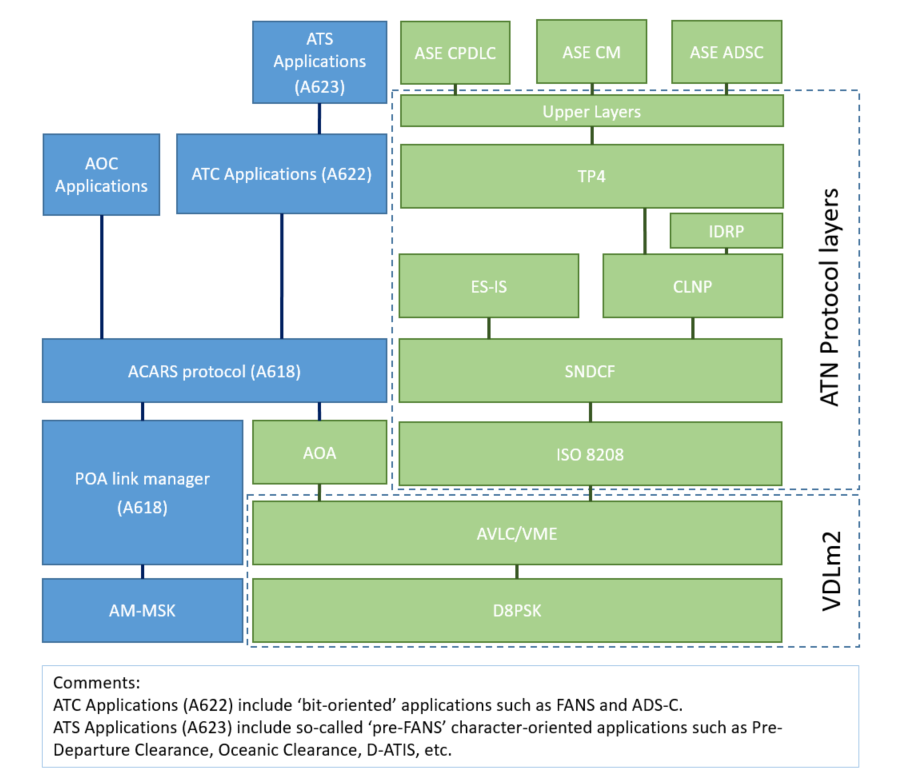 ATS
Applications
(A623)
ASE CPDLC
ASE CM
ASE ADSC
Upper Layers
AOC
Applications
ATC Applications (A622)
TP4
IDRP
ES-IS
CLNP
ATN Protocol layers
ACARS protocol (A618)
SNDCF
POA link manager
(A618)
AOA
ISO 8208
AVLC/VME
VDLm2
AM-MSK
D8PSK
Comments:
ATC Applications (A622) include ‘bit-oriented’ applications such as FANS and ADS-C.
ATS Applications (A623) include so-called ‘pre-FANS’ character-oriented applications such as Pre-
Departure Clearance, Oceanic Clearance, D-ATIS, etc.